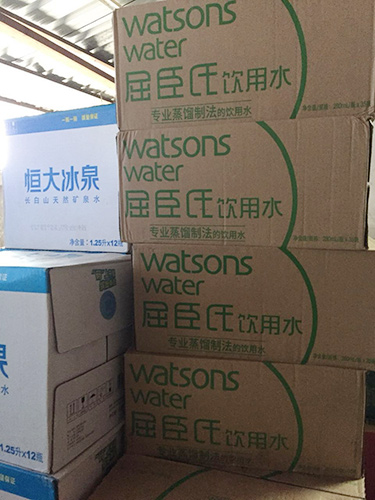 watsons
water
屈臣氏饮用水
专业蒸馏制法的饮用水
watsons
water
屈臣氏饮用水
专业蒸馏制法的饮用水
watsons
water
屈臣氏饮用水
专业蒸馏制法的饮用水
watsons
water
屈臣氏饮用水
专业蒸馏制法的饮用水
恒大冰泉
长白山天然矿泉水
净含量：1.25升x12瓶
泉
水
1.25升x12瓶